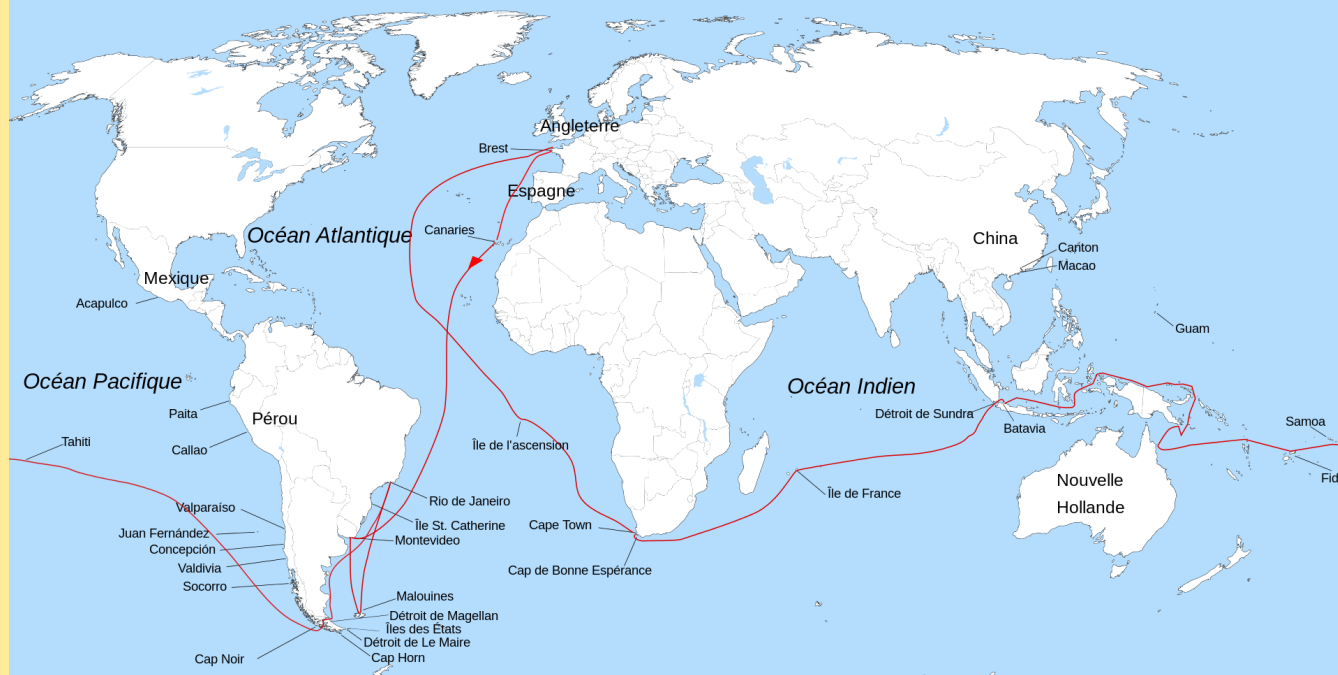 Angleterre
Brest
Espagne
Canaries
Océan Atlantique
China
Canton
Macao
Mexique
Acapulco
Guam
Océan Pacifique
Océan Indien
Paita
Pérou
Détroit de Sundra
Batavia
Samoa
Tahiti
Callao
Île de l'ascension
Fid
Nouvelle
Hollande
Île de France
Rio de Janeiro
Valparaíso
Île St. Catherine
Cape Town
Juan Fernández
Montevideo
Concepción
Valdivia
Cap de Bonne Espérance
Socorro
Malouines
Détroit de Magellan
Îles des États
Détroit de Le Maire
Cap Noir
Cap Horn